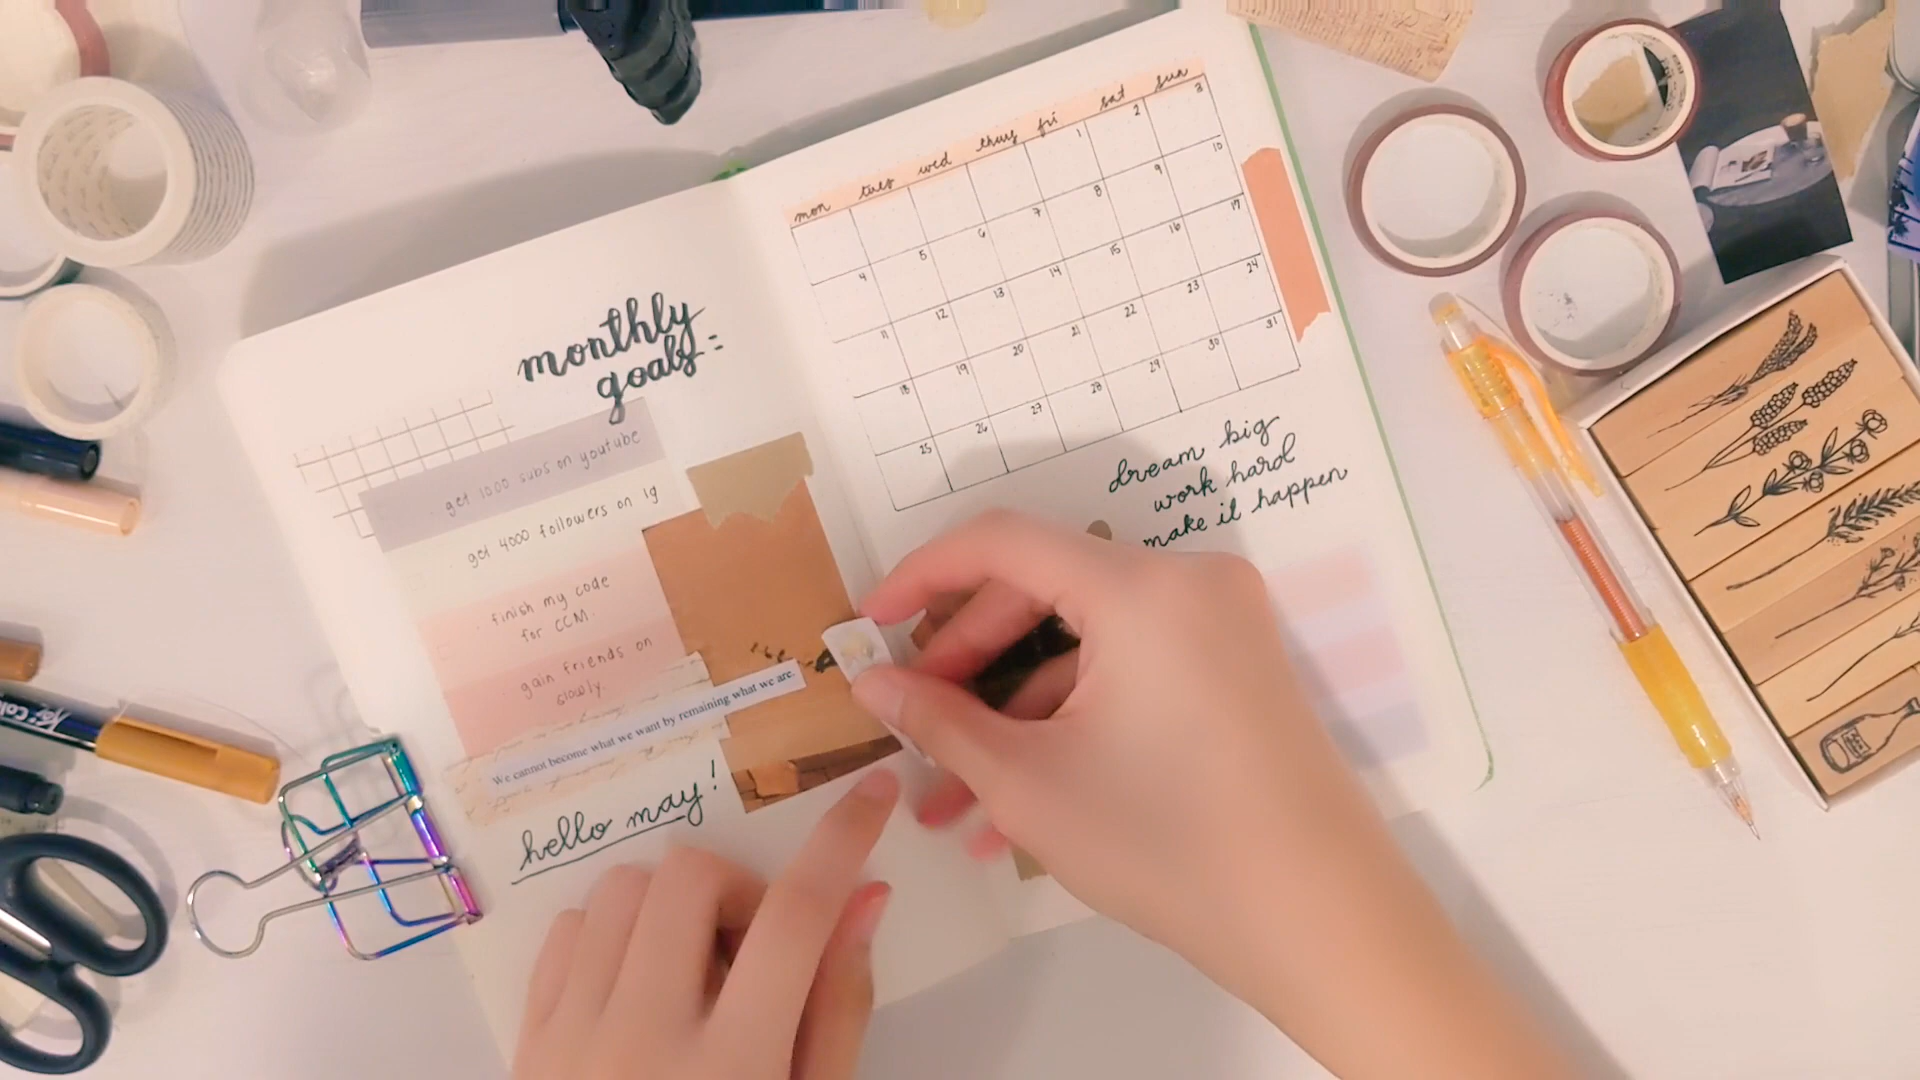 monthly
goals:
get 1000 subs on youtube
get 4000 followers on ig
finish my code
for CCM.
gain friends on
slowly.
We cannot become what we want by remaining what we are.
hello may!
mon tues wed thurs fri sat sun
1 2 3
4 5 6 7 8 9 10
11 12 13 14 15 16 17
18 19 20 21 22 23 24
25 26 27 28 29 30 31
dream big
work hard
make it happen